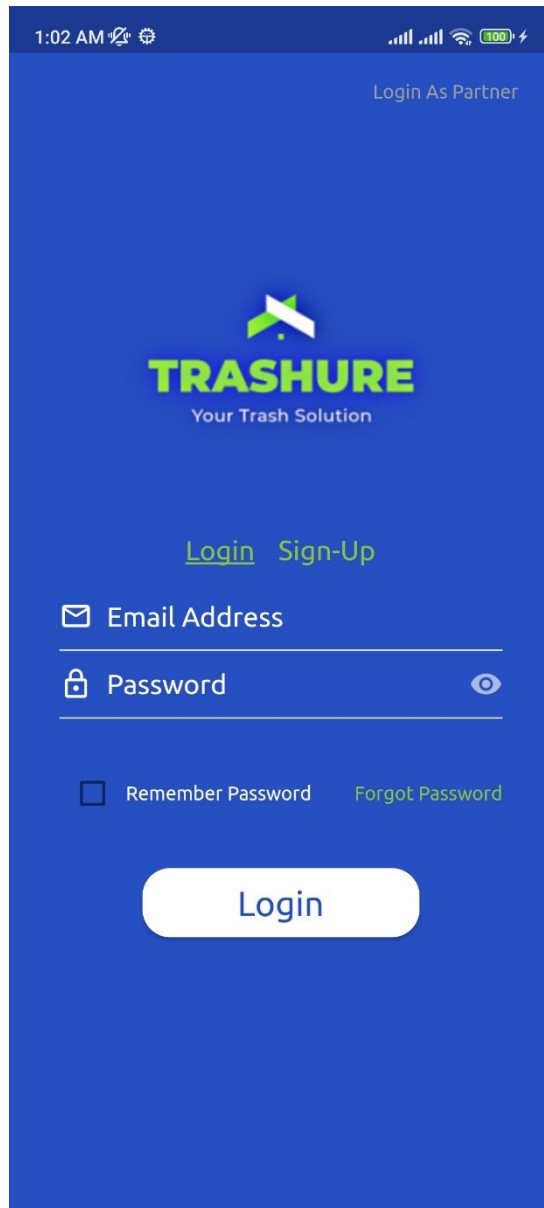 1:02 AM 100
Login As Partner
TRASHURE
Your Trash Solution
Login Sign-Up
Email Address
Password
Remember Password Forgot Password
Login